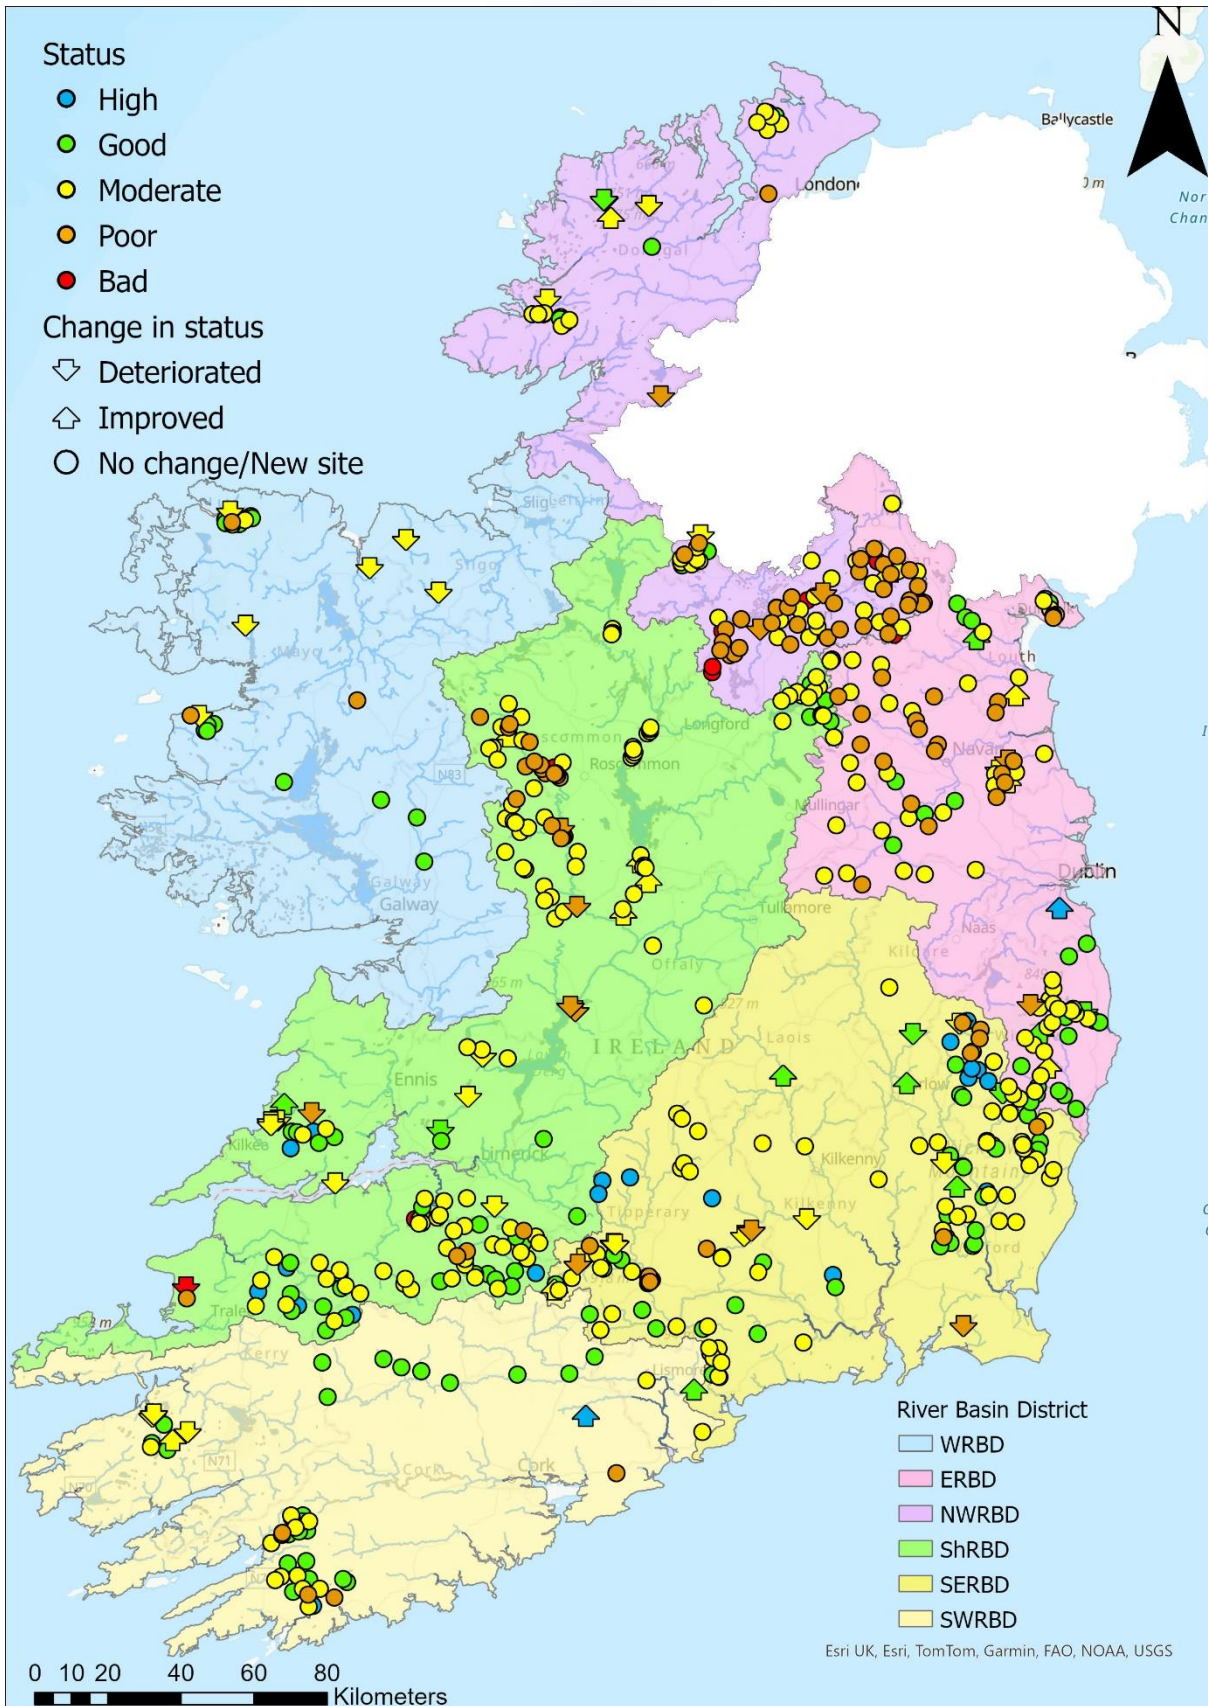 Status
High
Good
Moderate
Poor
Bad
Change in status
Deteriorated
Improved
No change/New site
N
Ballycastle
Donegal
Sligo
Mayo
Louth
Longford
Roscommon
N83
Navan
Mullingar
Galway
Galway
Dublin
Tullamore
Naas
Kildare
Offaly
IRELAND
Laois
Ennis
Limerick
Kilkenny
Kilkenny
Tipperary
Kerry
Lismore
N71
Cork
Cork
River Basin District
WRBD
ERBD
NWRBD
ShRBD
SERBD
SWRBD
Esri UK, Esri, TomTom, Garmin, FAO, NOAA, USGS
0 10 20 40 60 80
Kilometers